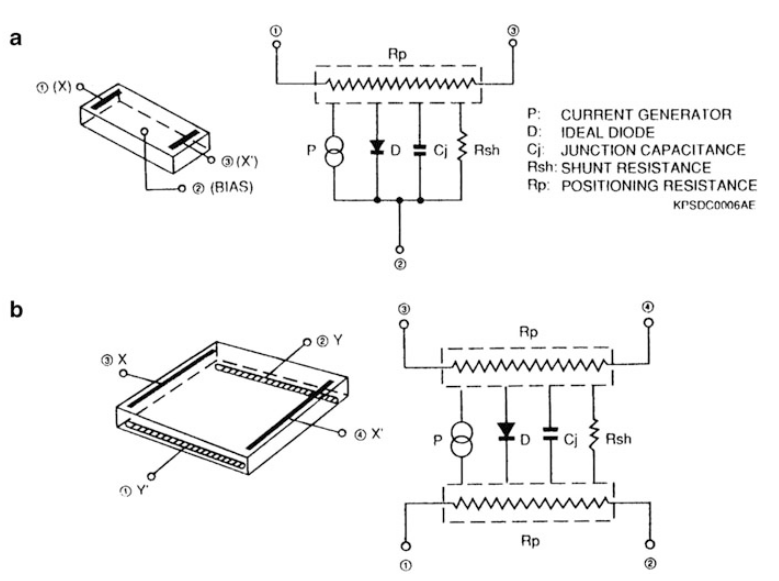 a
① (X)
③ (X')
② (BIAS)
①
③
Rp
P
D
Cj
Rsh
②
P: CURRENT GENERATOR
D: IDEAL DIODE
Cj: JUNCTION CAPACITANCE
Rsh: SHUNT RESISTANCE
Rp: POSITIONING RESISTANCE
KPSDC0006AE
b
② Y
③ X
④ X'
① Y'
③
④
Rp
P
D
Cj
Rsh
Rp
①
②